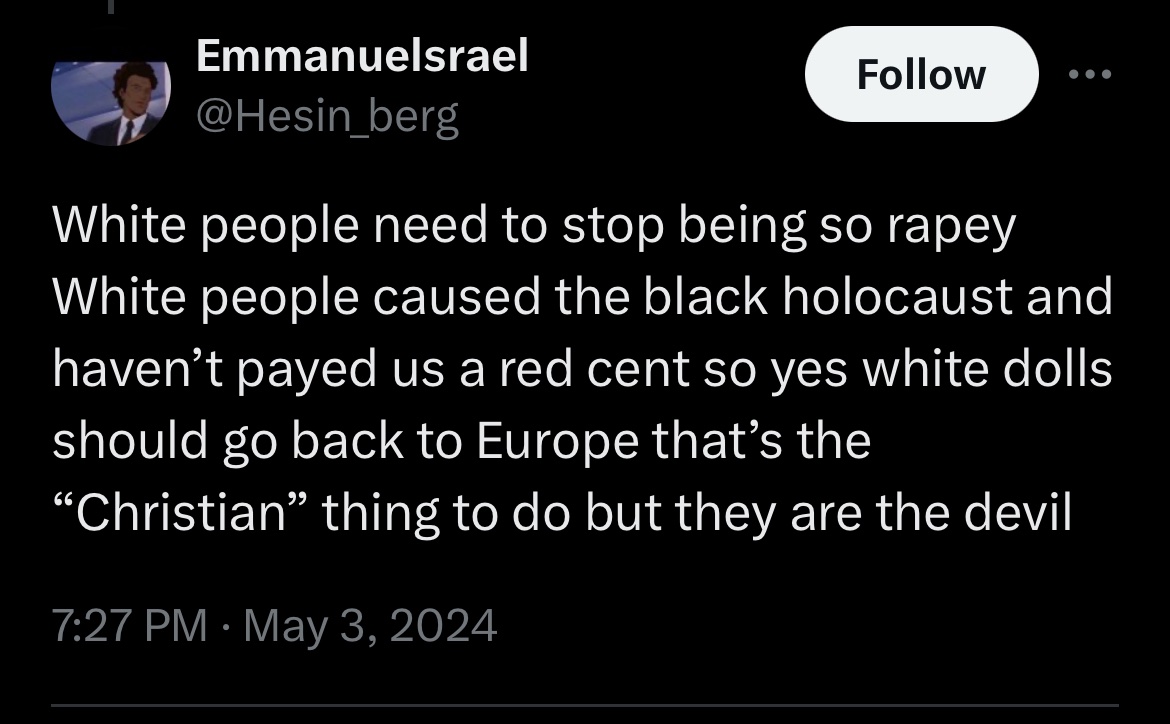 Emmanuelsrael
@Hesin_berg
Follow
White people need to stop being so rapey
White people caused the black holocaust and
haven’t payed us a red cent so yes white dolls
should go back to Europe that’s the
“Christian” thing to do but they are the devil
7:27 PM · May 3, 2024